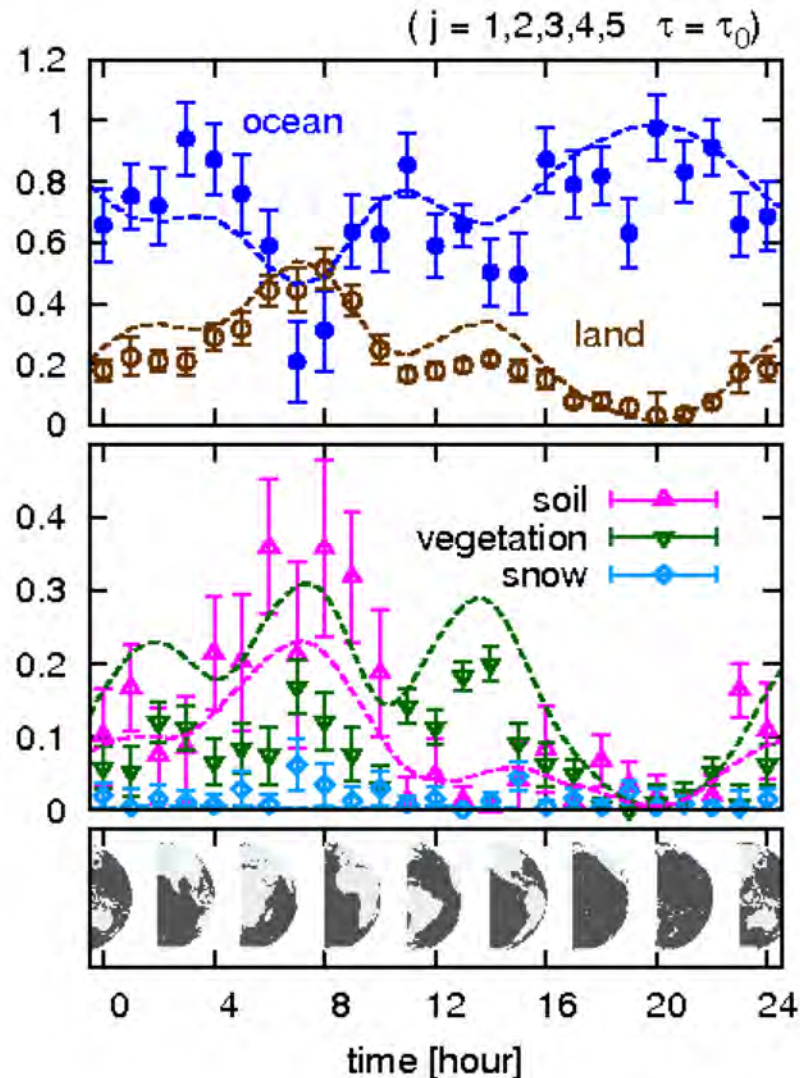 ( j = 1,2,3,4,5 τ = τ0)
1.2
1
0.8
0.6
0.4
0.2
0
ocean
land
0.4
0.3
0.2
0.1
0
soil
vegetation
snow
0 4 8 12 16 20 24
time [hour]